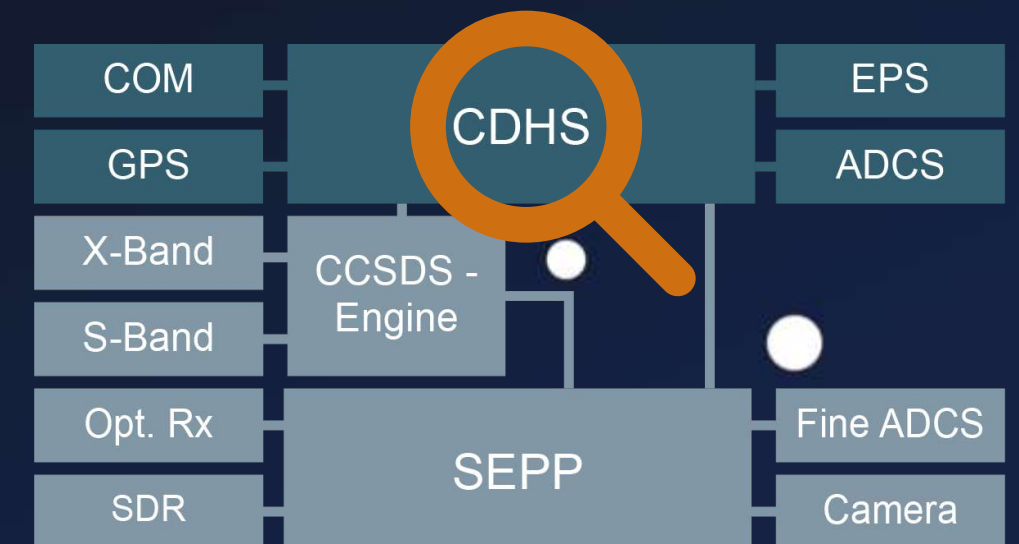 COM
CDHS
EPS
GPS
ADCS
X-Band
CCSDS -
Engine
S-Band
Opt. Rx
SEPP
Fine ADCS
SDR
Camera